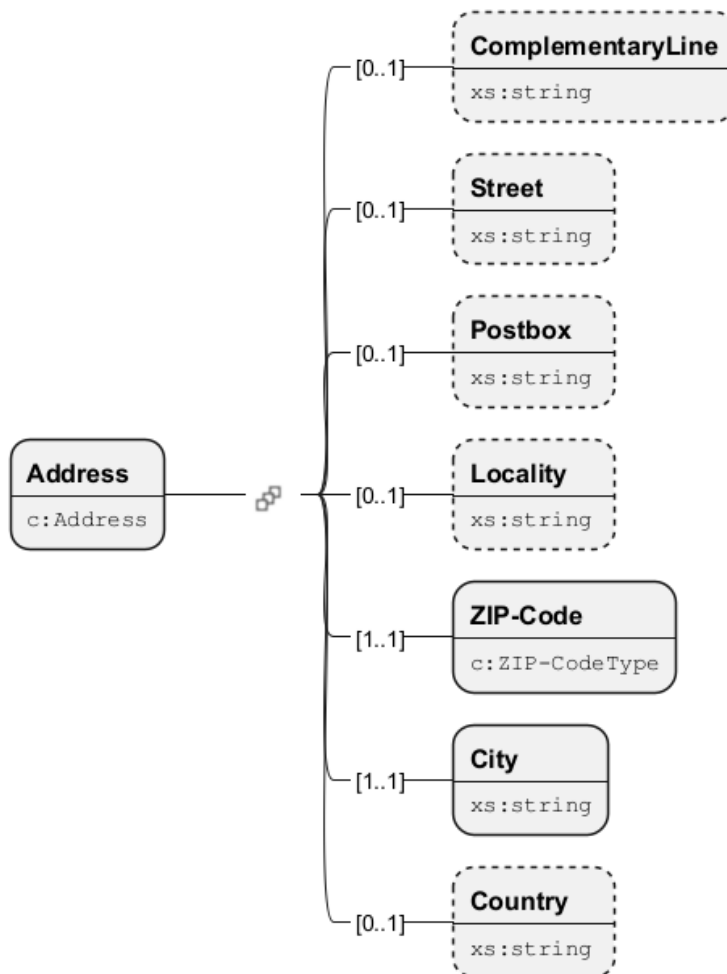 [0..1]
ComplementaryLine
xs:string
[0..1]
Street
xs:string
[0..1]
Postbox
xs:string
Address
c:Address
[0..1]
Locality
xs:string
[1..1]
ZIP-Code
c:ZIP-CodeType
[1..1]
City
xs:string
[0..1]
Country
xs:string